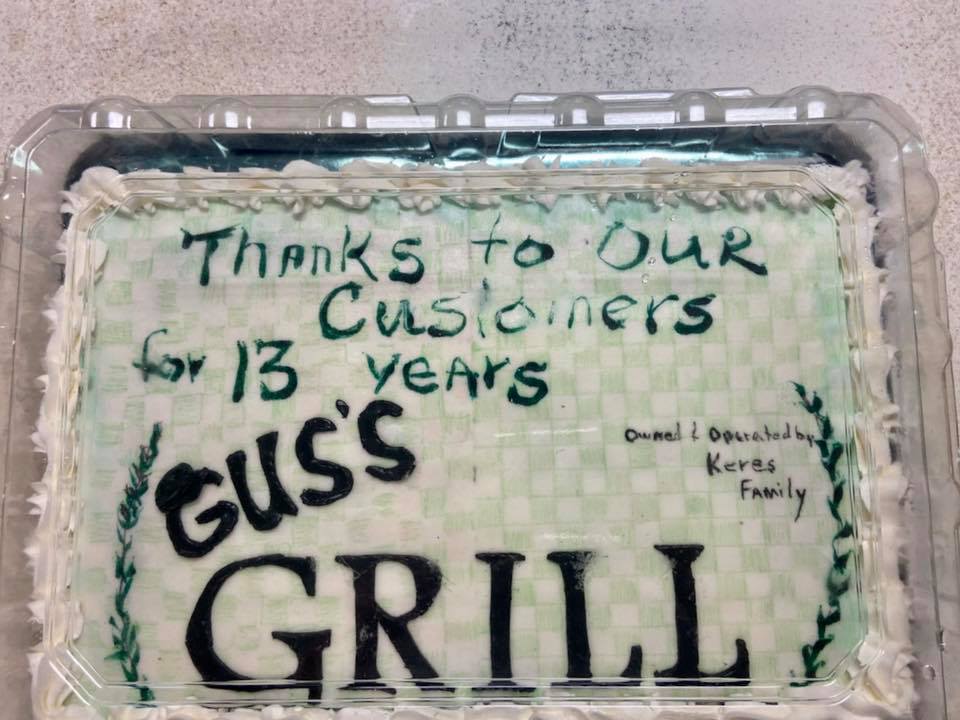 Thanks to OUR
Customers
for 13 years
GUS'S
Owned & Operated by
Keres
Family
GRILL